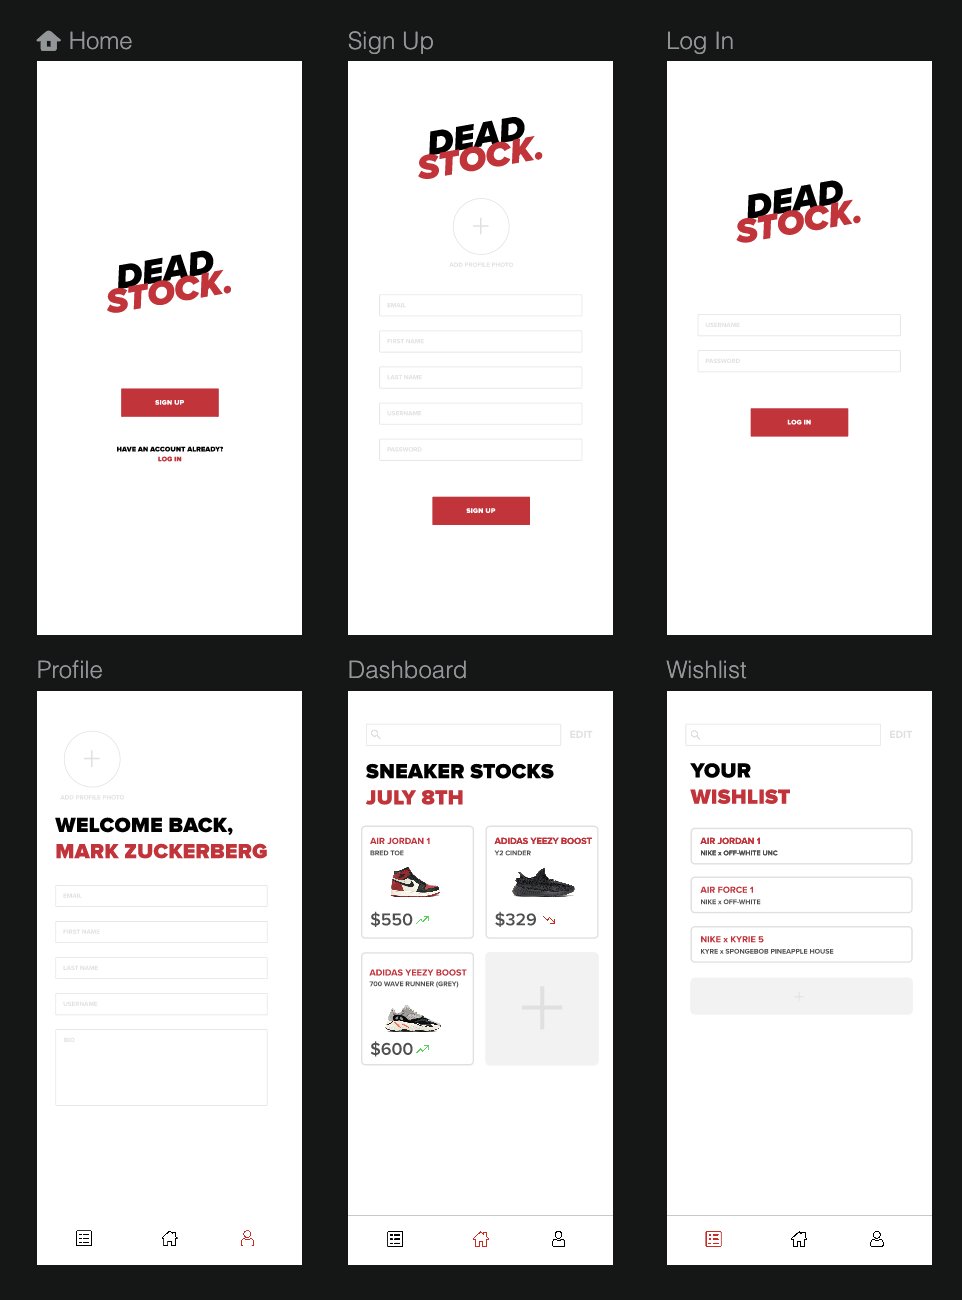 Home
DEAD
STOCK.
SIGN UP
HAVE AN ACCOUNT ALREADY?
LOG IN
Sign Up
DEAD
STOCK.
ADD PROFILE PHOTO
EMAIL
FIRST NAME
LAST NAME
USERNAME
PASSWORD
SIGN UP
Log In
DEAD
STOCK.
USERNAME
PASSWORD
LOG IN
Profile
ADD PROFILE PHOTO
WELCOME BACK,
MARK ZUCKERBERG
EMAIL
FIRST NAME
LAST NAME
USERNAME
BIO
Dashboard
EDIT
SNEAKER STOCKS
JULY 8TH
AIR JORDAN 1
BRED TOE
$550
ADIDAS YEEZY BOOST
Y2 CINDER
$329
ADIDAS YEEZY BOOST
700 WAVE RUNNER (GREY)
$600
Wishlist
EDIT
YOUR
WISHLIST
AIR JORDAN 1
NIKE x OFF-WHITE UNC
AIR FORCE 1
NIKE x OFF-WHITE
NIKE x KYRIE 5
KYRE x SPONGEBOB PINEAPPLE HOUSE